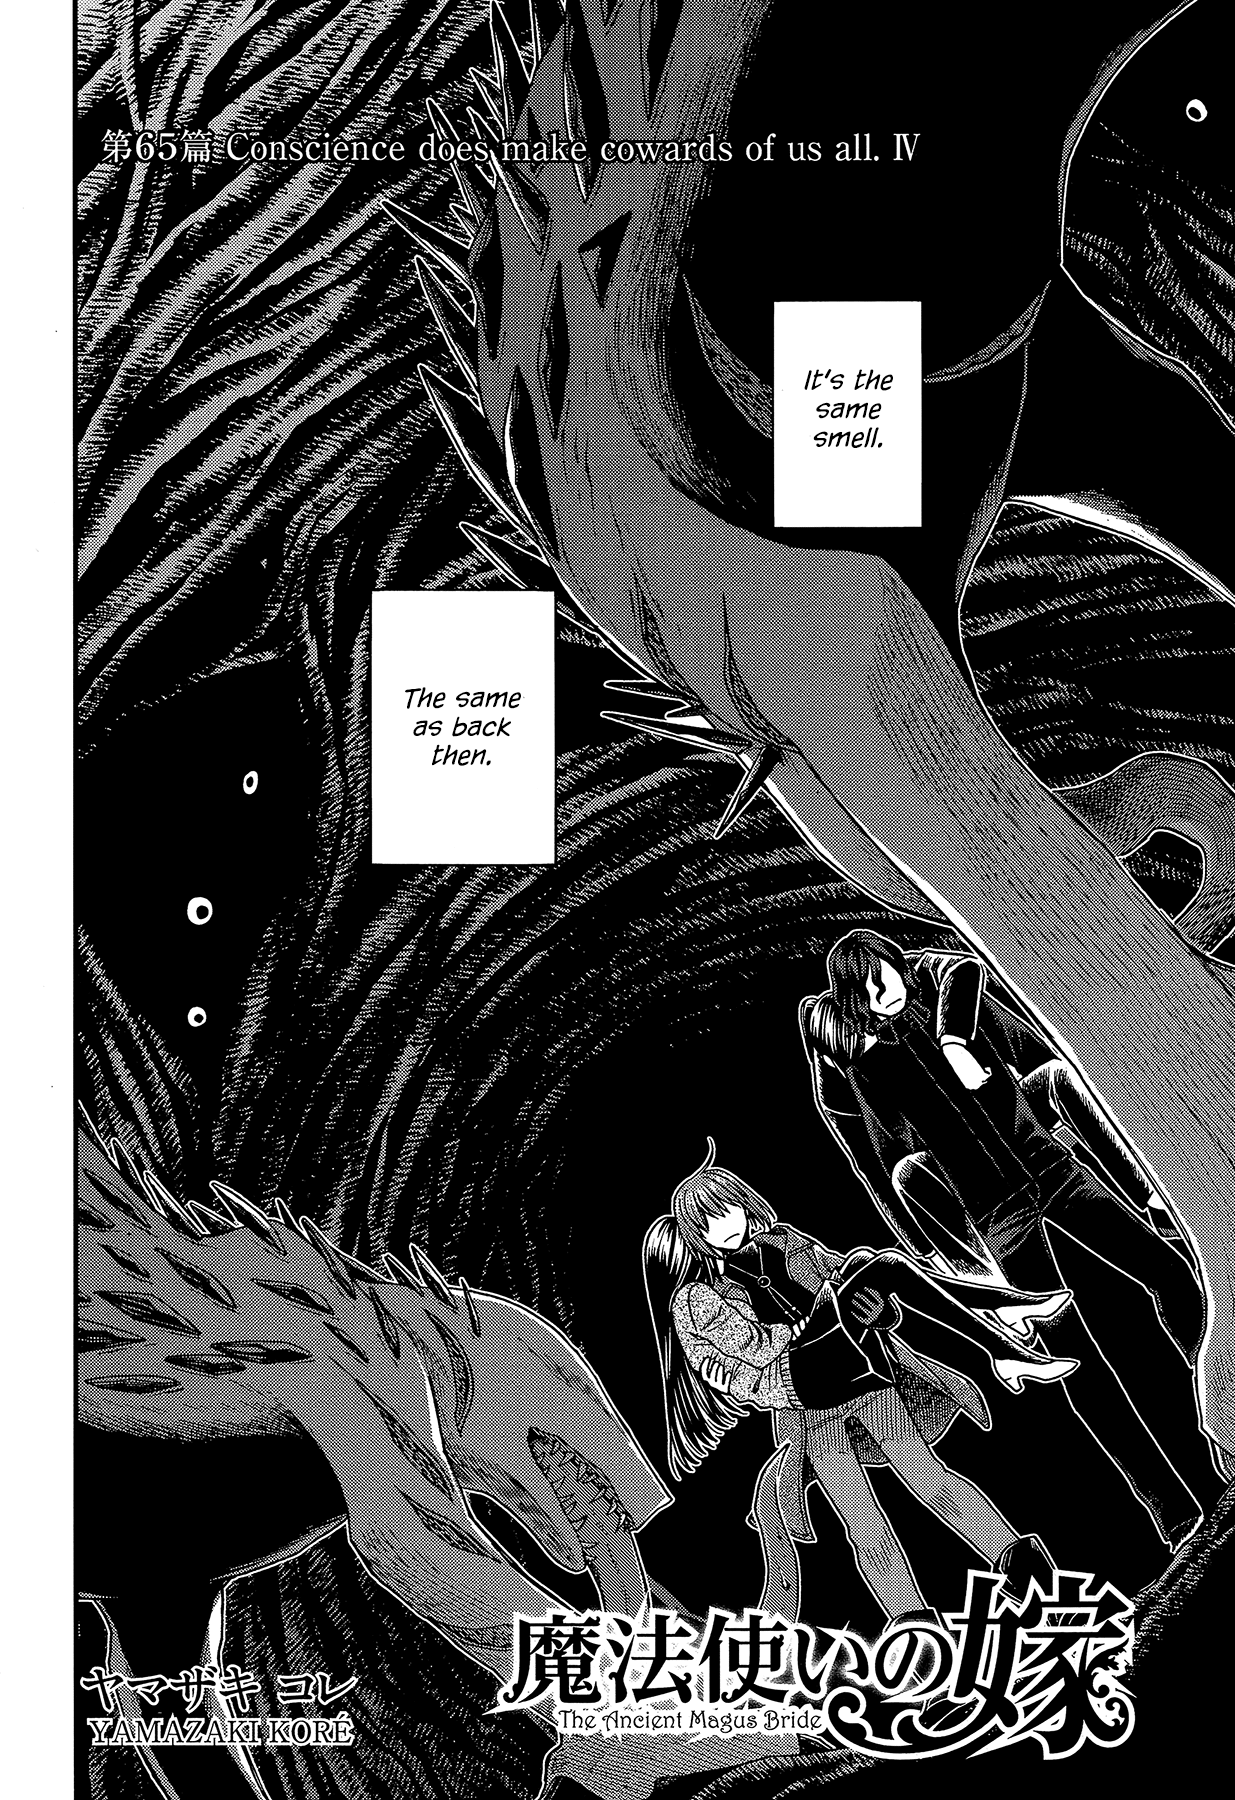 第65篇 Conscience does make cowards of us all. Ⅳ
It's the
same
smell.
The same
as back
then.
魔法使いの嫁
The Ancient Magus Bride
ヤマザキ コレ
YAMAZAKI KORÉ